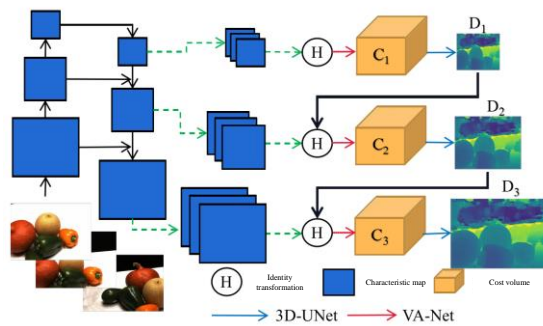 D1
H
C1
D2
H
C2
D3
H
C3
H
Identity
transformation
Characteristic map
Cost volume
3D-UNet
VA-Net